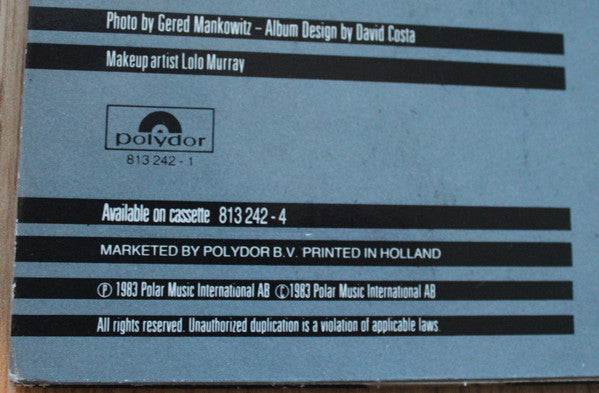 Photo by Gered Mankowitz – Album Design by David Costa
Makeup artist Lolo Murray
polydor
813 242 - 1
Available on cassette 813 242 - 4
MARKETED BY POLYDOR B.V. PRINTED IN HOLLAND
Ⓟ 1983 Polar Music International AB ©1983 Polar Music International AB
All rights reserved. Unauthorized duplication is a violation of applicable laws.